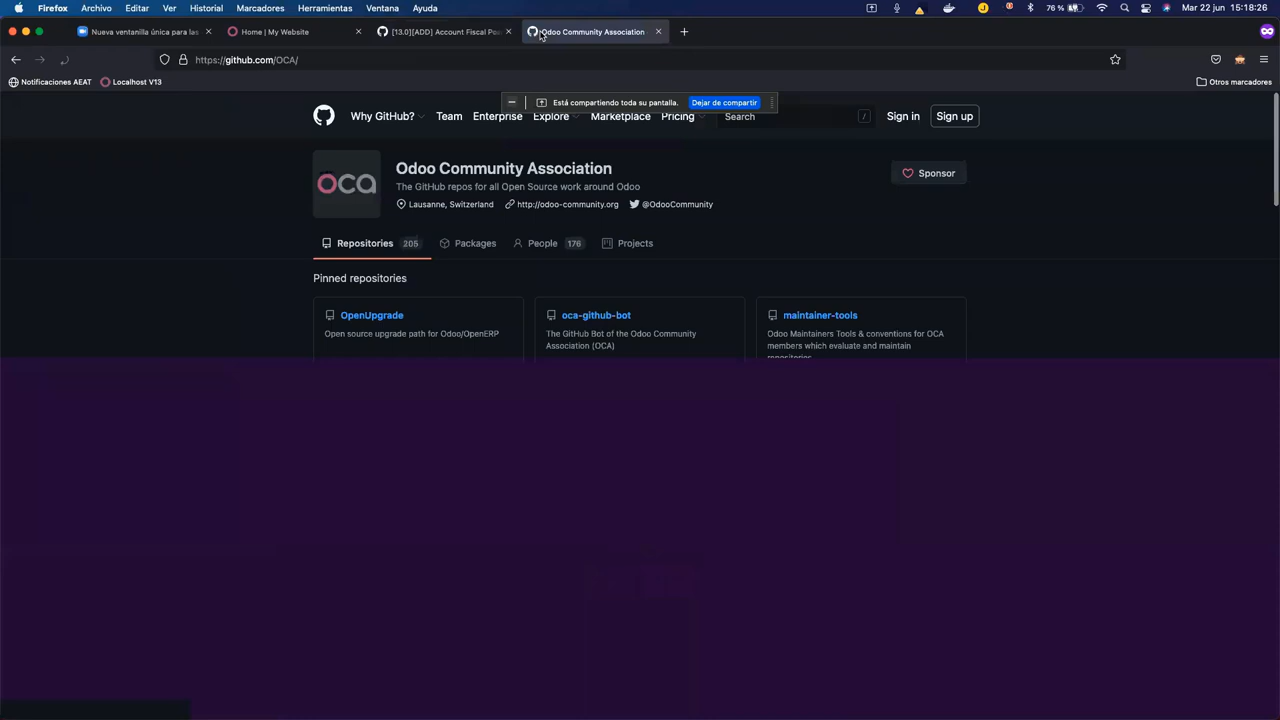 Firefox Archivo Editar Ver Historial Marcadores Herramientas Ventana Ayuda 76 % Mar 22 jun 15:18:26
Nueva ventanilla única para las Home | My Website [13.0][ADD] Account Fiscal Po Odoo Community Association
https://github.com/OCA/
Notificaciones AEAT Localhost V13 Otros marcadores
Está compartiendo toda su pantalla. Dejar de compartir
Why GitHub? Team Enterprise Explore Marketplace Pricing Search / Sign in Sign up
oca
Odoo Community Association
Sponsor
The GitHub repos for all Open Source work around Odoo
Lausanne, Switzerland http://odoo-community.org @OdooCommunity
Repositories 205 Packages People 176 Projects
Pinned repositories
OpenUpgrade
Open source upgrade path for Odoo/OpenERP
oca-github-bot
The GitHub Bot of the Odoo Community
Association (OCA)
maintainer-tools
Odoo Maintainers Tools & conventions for OCA
members which evaluate and maintain
repositories